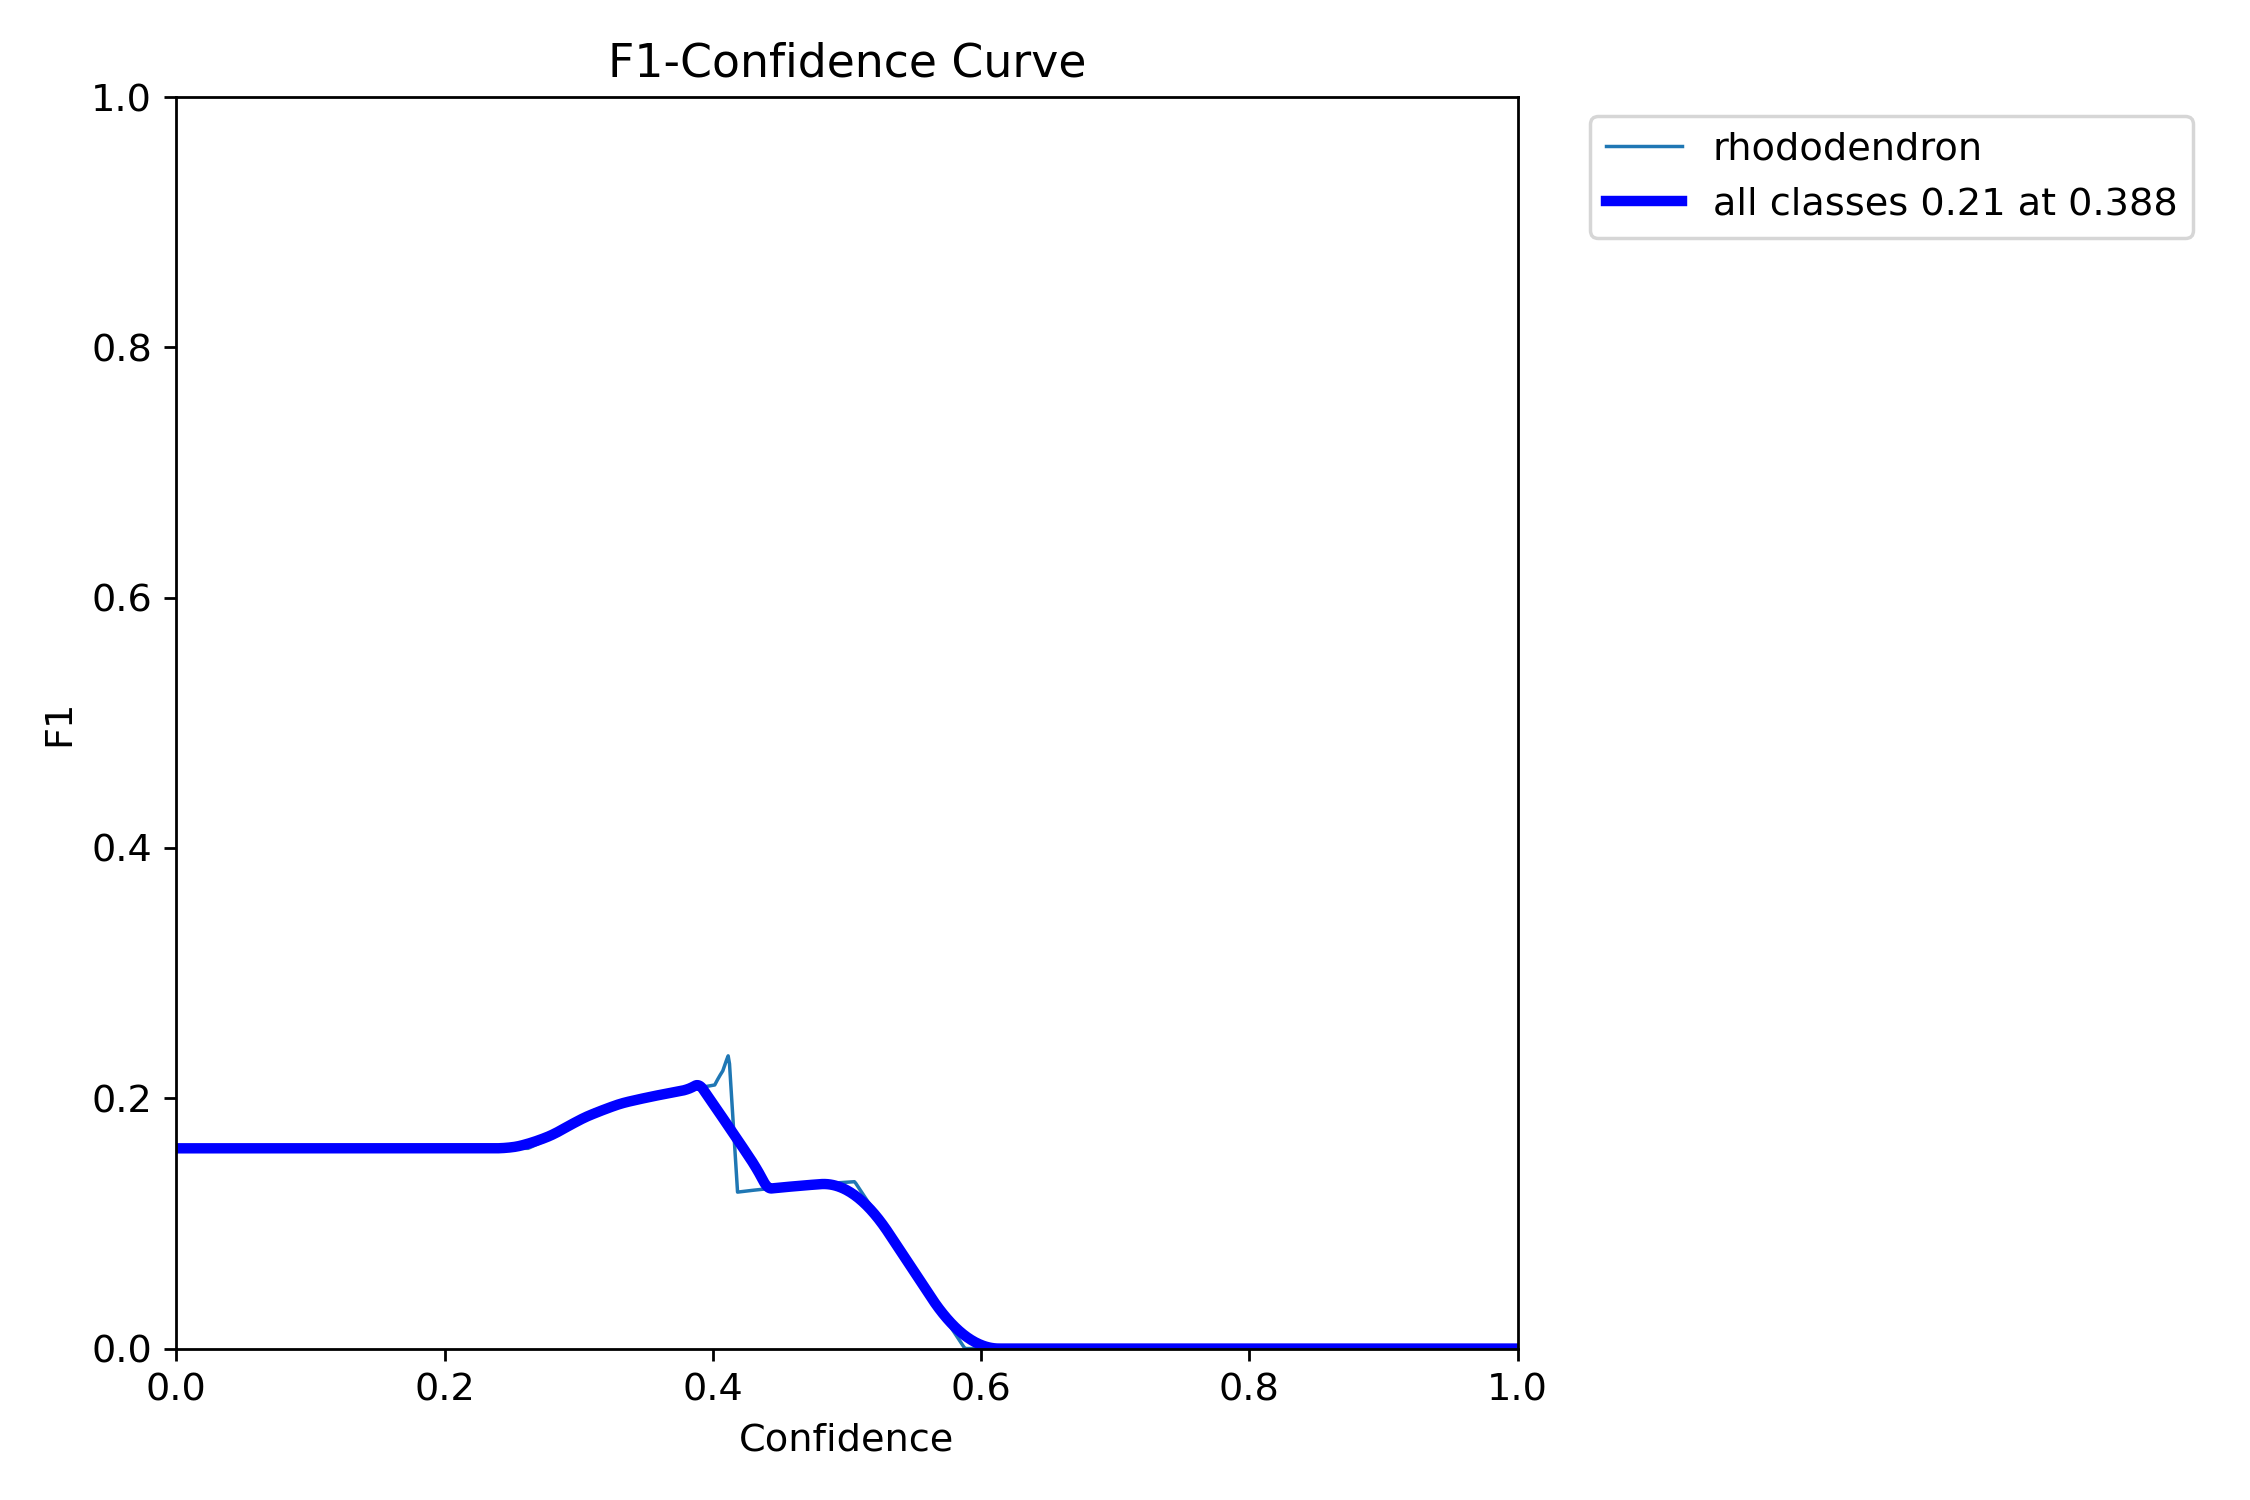 F1-Confidence Curve
1.0
0.8
0.6
0.4
0.2
0.0
F1
0.0 0.2 0.4 0.6 0.8 1.0
Confidence
rhododendron
all classes 0.21 at 0.388